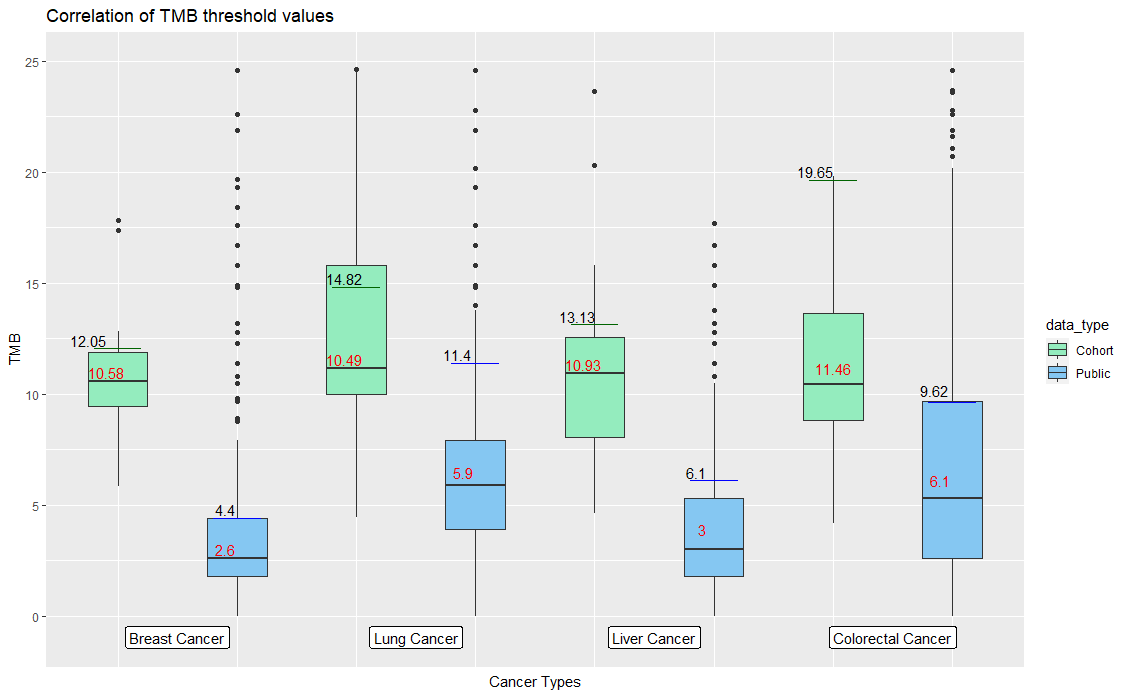 Correlation of TMB threshold values
25
20
15
10
5
0
TMB
12.05
10.58
4.4
2.6
14.82
10.49
11.4
5.9
13.13
10.93
6.1
3
19.65
11.46
9.62
6.1
Breast Cancer
Lung Cancer
Liver Cancer
Colorectal Cancer
Cancer Types
data_type
Cohort
Public